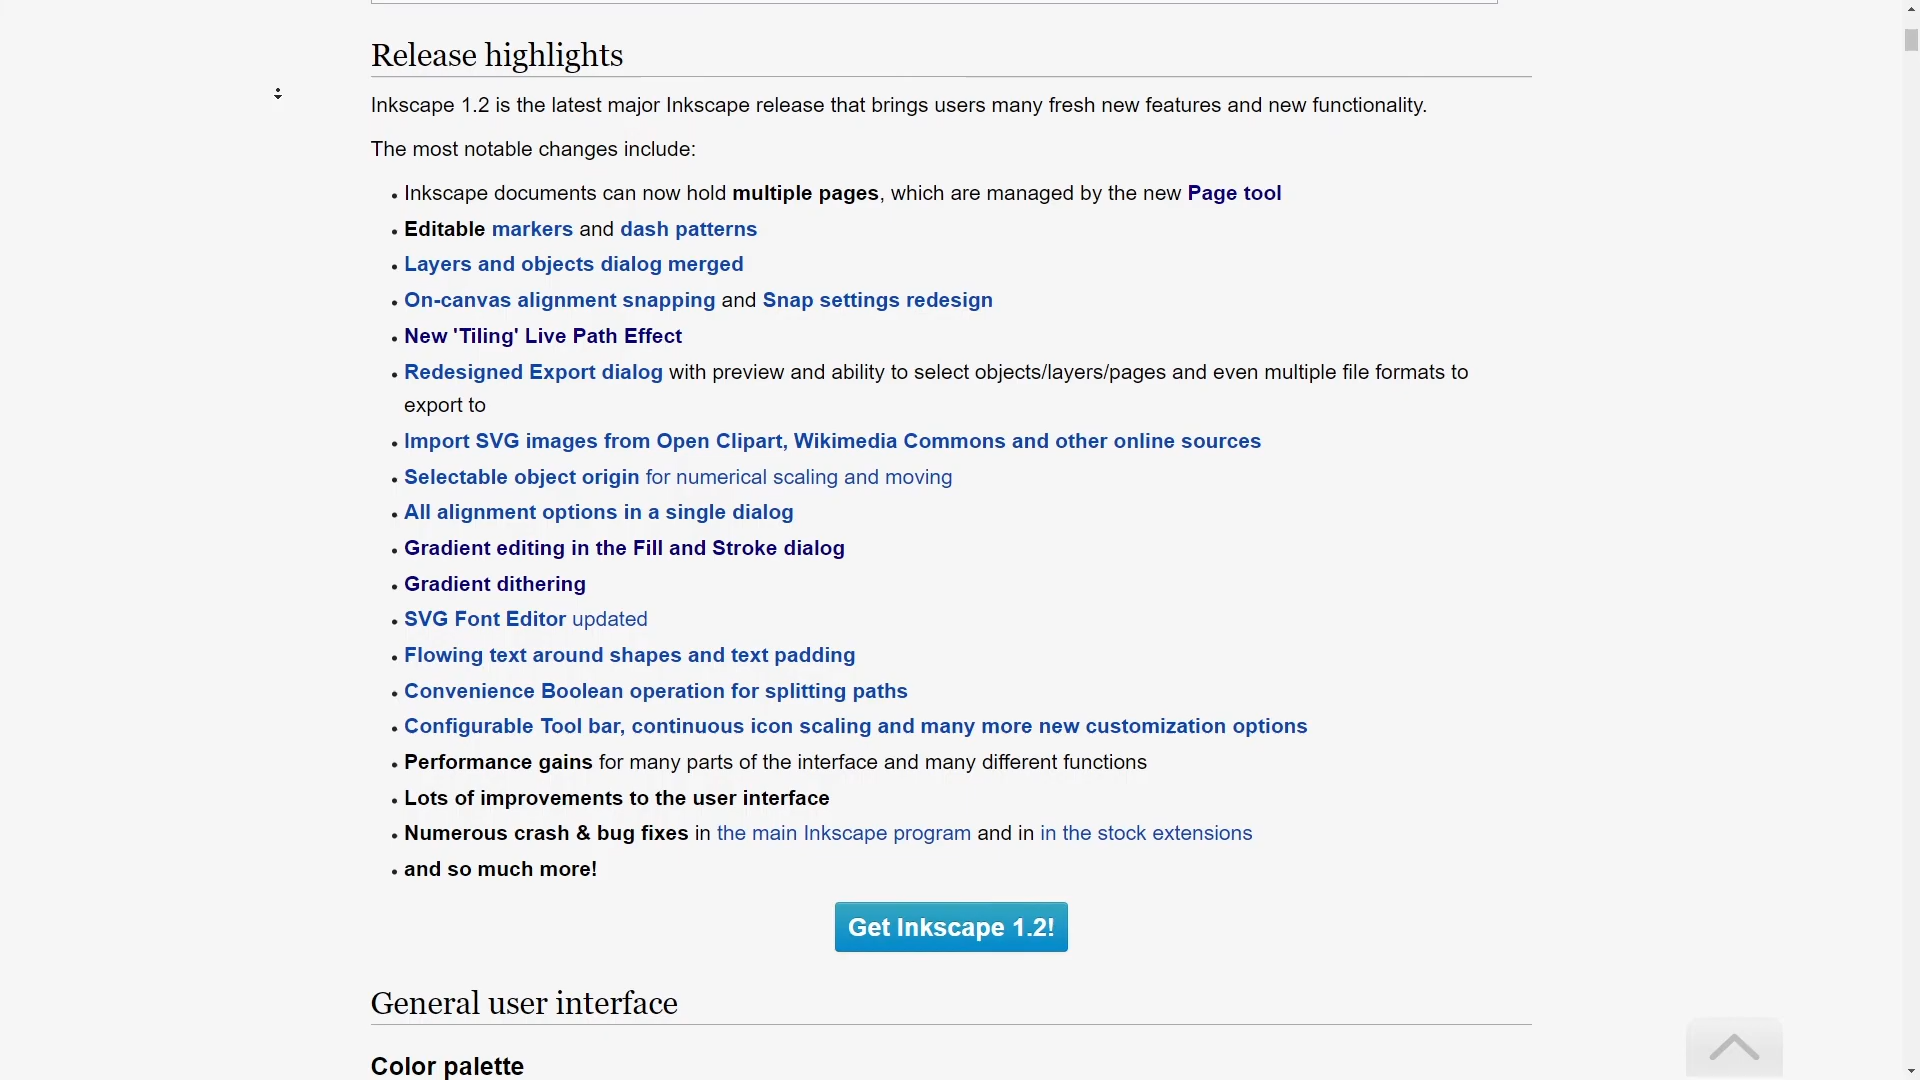 Release highlights
Inkscape 1.2 is the latest major Inkscape release that brings users many fresh new features and new functionality.
The most notable changes include:
• Inkscape documents can now hold multiple pages, which are managed by the new Page tool
• Editable markers and dash patterns
• Layers and objects dialog merged
• On-canvas alignment snapping and Snap settings redesign
• New 'Tiling' Live Path Effect
• Redesigned Export dialog with preview and ability to select objects/layers/pages and even multiple file formats to
export to
• Import SVG images from Open Clipart, Wikimedia Commons and other online sources
• Selectable object origin for numerical scaling and moving
• All alignment options in a single dialog
• Gradient editing in the Fill and Stroke dialog
• Gradient dithering
• SVG Font Editor updated
• Flowing text around shapes and text padding
• Convenience Boolean operation for splitting paths
• Configurable Tool bar, continuous icon scaling and many more new customization options
• Performance gains for many parts of the interface and many different functions
• Lots of improvements to the user interface
• Numerous crash & bug fixes in the main Inkscape program and in in the stock extensions
• and so much more!
Get Inkscape 1.2!
General user interface
Color palette